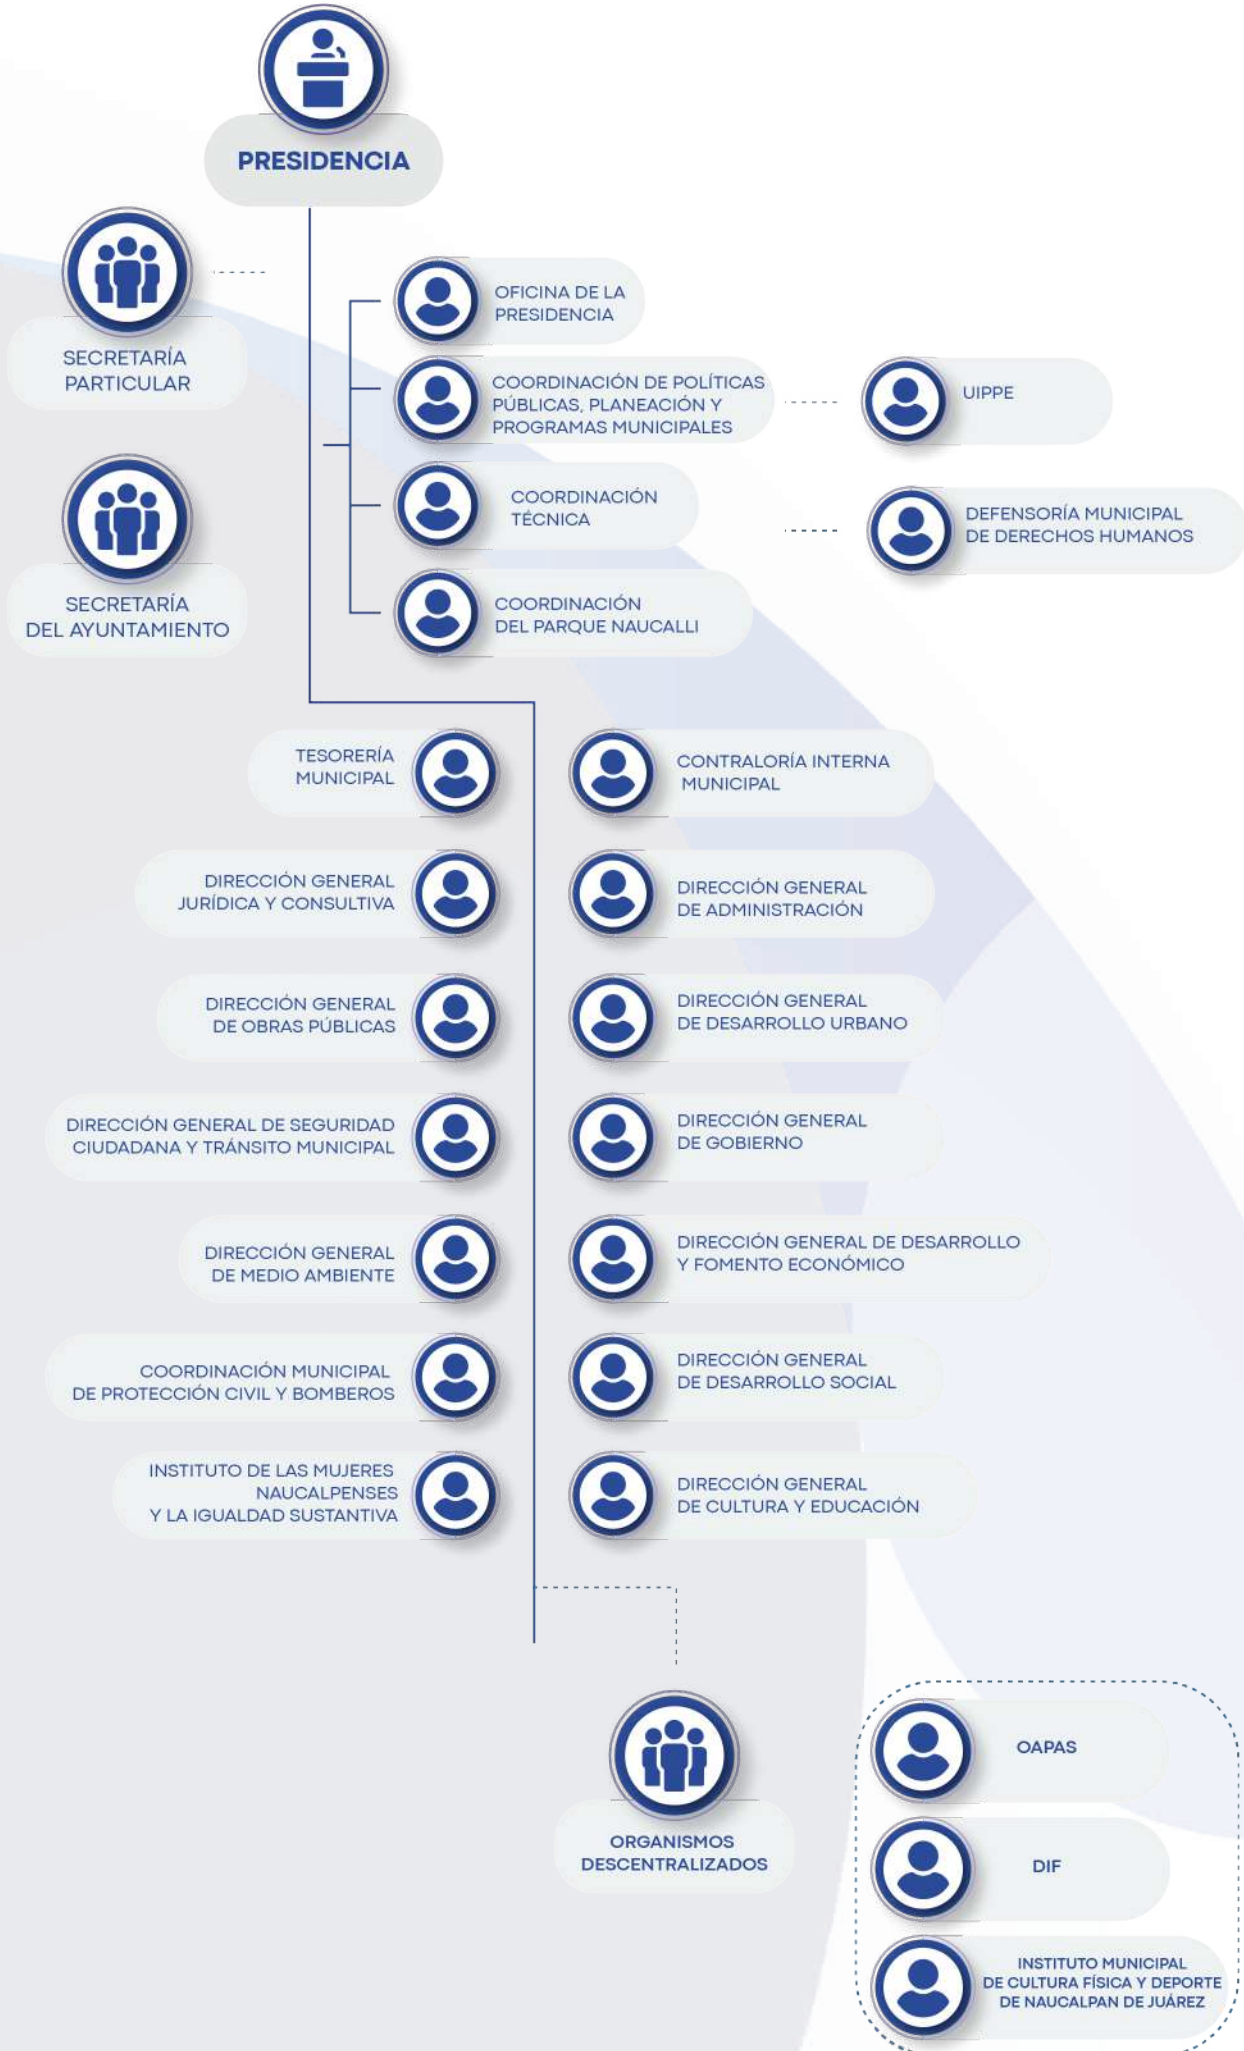 PRESIDENCIA
SECRETARÍA
PARTICULAR
OFICINA DE LA
PRESIDENCIA
COORDINACIÓN DE POLÍTICAS
PÚBLICAS, PLANEACIÓN Y
PROGRAMAS MUNICIPALES
UIPPE
SECRETARÍA
DEL AYUNTAMIENTO
COORDINACIÓN
TÉCNICA
DEFENSORÍA MUNICIPAL
DE DERECHOS HUMANOS
COORDINACIÓN
DEL PARQUE NAUCALLI
TESORERÍA
MUNICIPAL
CONTRALORÍA INTERNA
MUNICIPAL
DIRECCIÓN GENERAL
JURÍDICA Y CONSULTIVA
DIRECCIÓN GENERAL
DE ADMINISTRACIÓN
DIRECCIÓN GENERAL
DE OBRAS PÚBLICAS
DIRECCIÓN GENERAL
DE DESARROLLO URBANO
DIRECCIÓN GENERAL DE SEGURIDAD
CIUDADANA Y TRÁNSITO MUNICIPAL
DIRECCIÓN GENERAL
DE GOBIERNO
DIRECCIÓN GENERAL
DE MEDIO AMBIENTE
DIRECCIÓN GENERAL DE DESARROLLO
Y FOMENTO ECONÓMICO
COORDINACIÓN MUNICIPAL
DE PROTECCIÓN CIVIL Y BOMBEROS
DIRECCIÓN GENERAL
DE DESARROLLO SOCIAL
INSTITUTO DE LAS MUJERES
NAUCALPENSES
Y LA IGUALDAD SUSTANTIVA
DIRECCIÓN GENERAL
DE CULTURA Y EDUCACIÓN
ORGANISMOS
DESCENTRALIZADOS
OAPAS
DIF
INSTITUTO MUNICIPAL
DE CULTURA FÍSICA Y DEPORTE
DE NAUCALPAN DE JUÁREZ